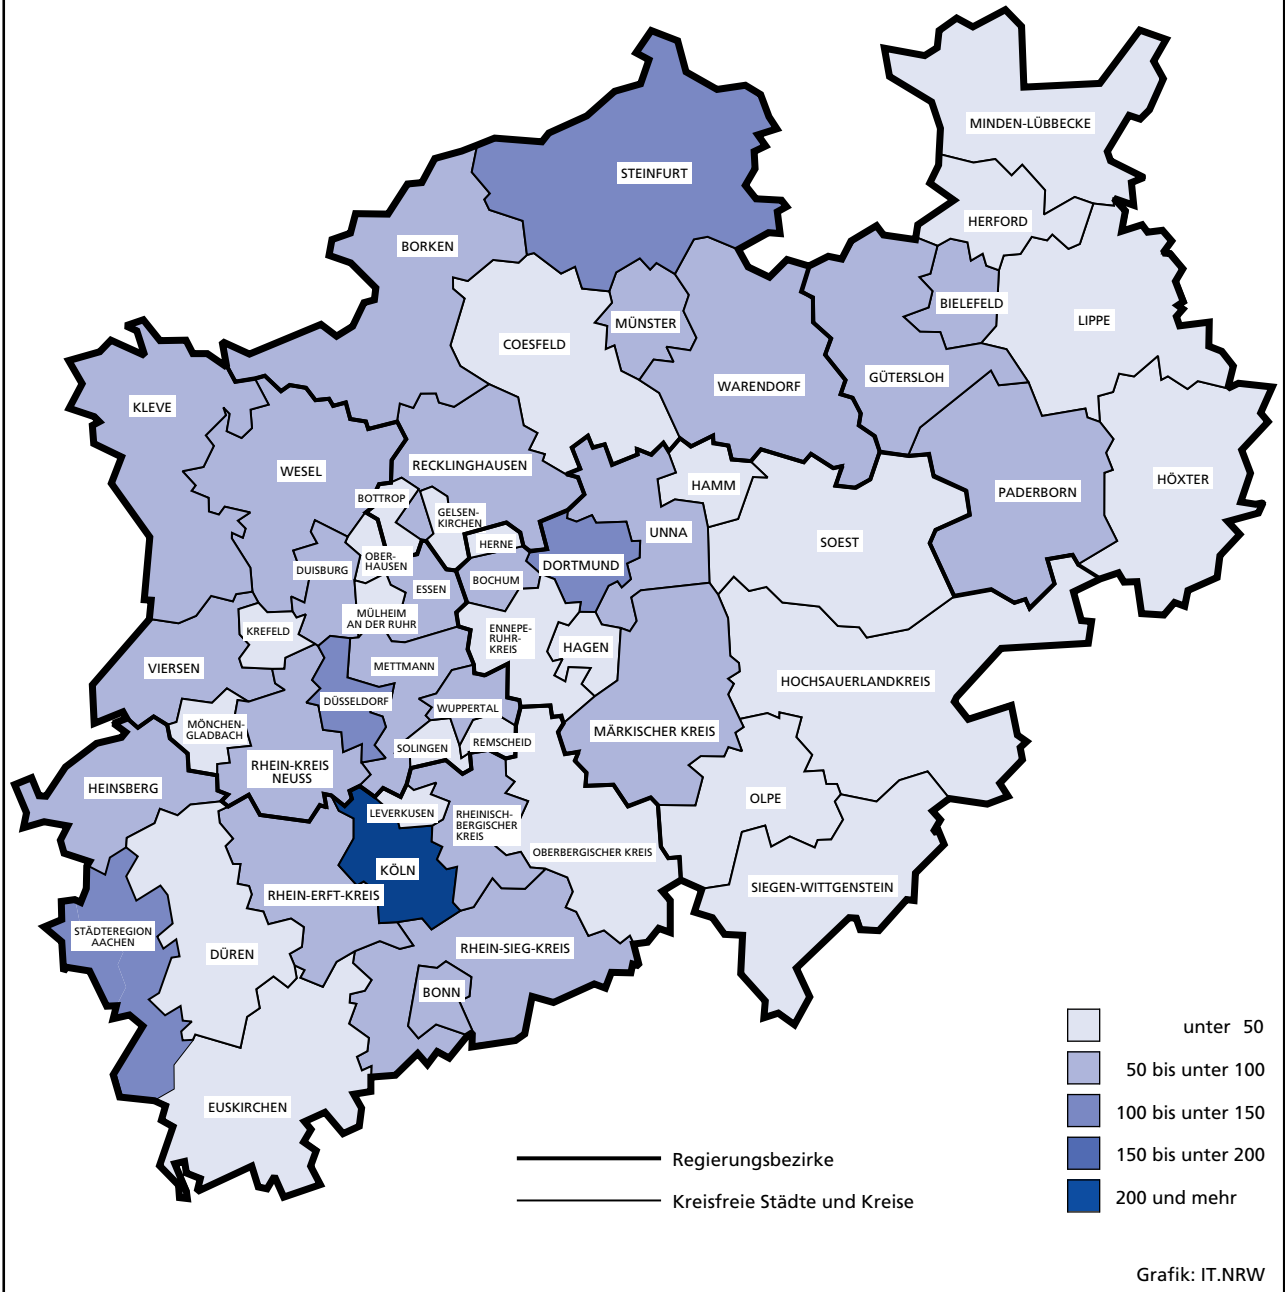 MINDEN-LÜBBECKE
STEINFURT
HERFORD
BORKEN
BIELEFELD
MÜNSTER
LIPPE
COESFELD
GÜTERSLOH
WARENDORF
KLEVE
RECKLINGHAUSEN
WESEL
HÖXTER
HAMM
PADERBORN
BOTTROP
GELSEN-
KIRCHEN
UNNA
SOEST
HERNE
OBER-
HAUSEN
DORTMUND
DUISBURG
BOCHUM
ESSEN
MÜLHEIM
AN DER RUHR
KREFELD
ENNEPE-
RUHR-
KREIS
HAGEN
METTMANN
VIERSEN
HOCHSAUERLANDKREIS
DÜSSELDORF
WUPPERTAL
MÖNCHEN-
GLADBACH
MÄRKISCHER KREIS
REMSCHEID
SOLINGEN
RHEIN-KREIS
NEUSS
HEINSBERG
OLPE
LEVERKUSEN
RHEINISCH-
BERGISCHER
KREIS
OBERBERGISCHER KREIS
KÖLN
SIEGEN-WITTGENSTEIN
RHEIN-ERFT-KREIS
STÄDTEREGION
AACHEN
RHEIN-SIEG-KREIS
DÜREN
BONN
EUSKIRCHEN
unter 50
50 bis unter 100
100 bis unter 150
150 bis unter 200
200 und mehr
Regierungsbezirke
Kreisfreie Städte und Kreise
Grafik: IT.NRW